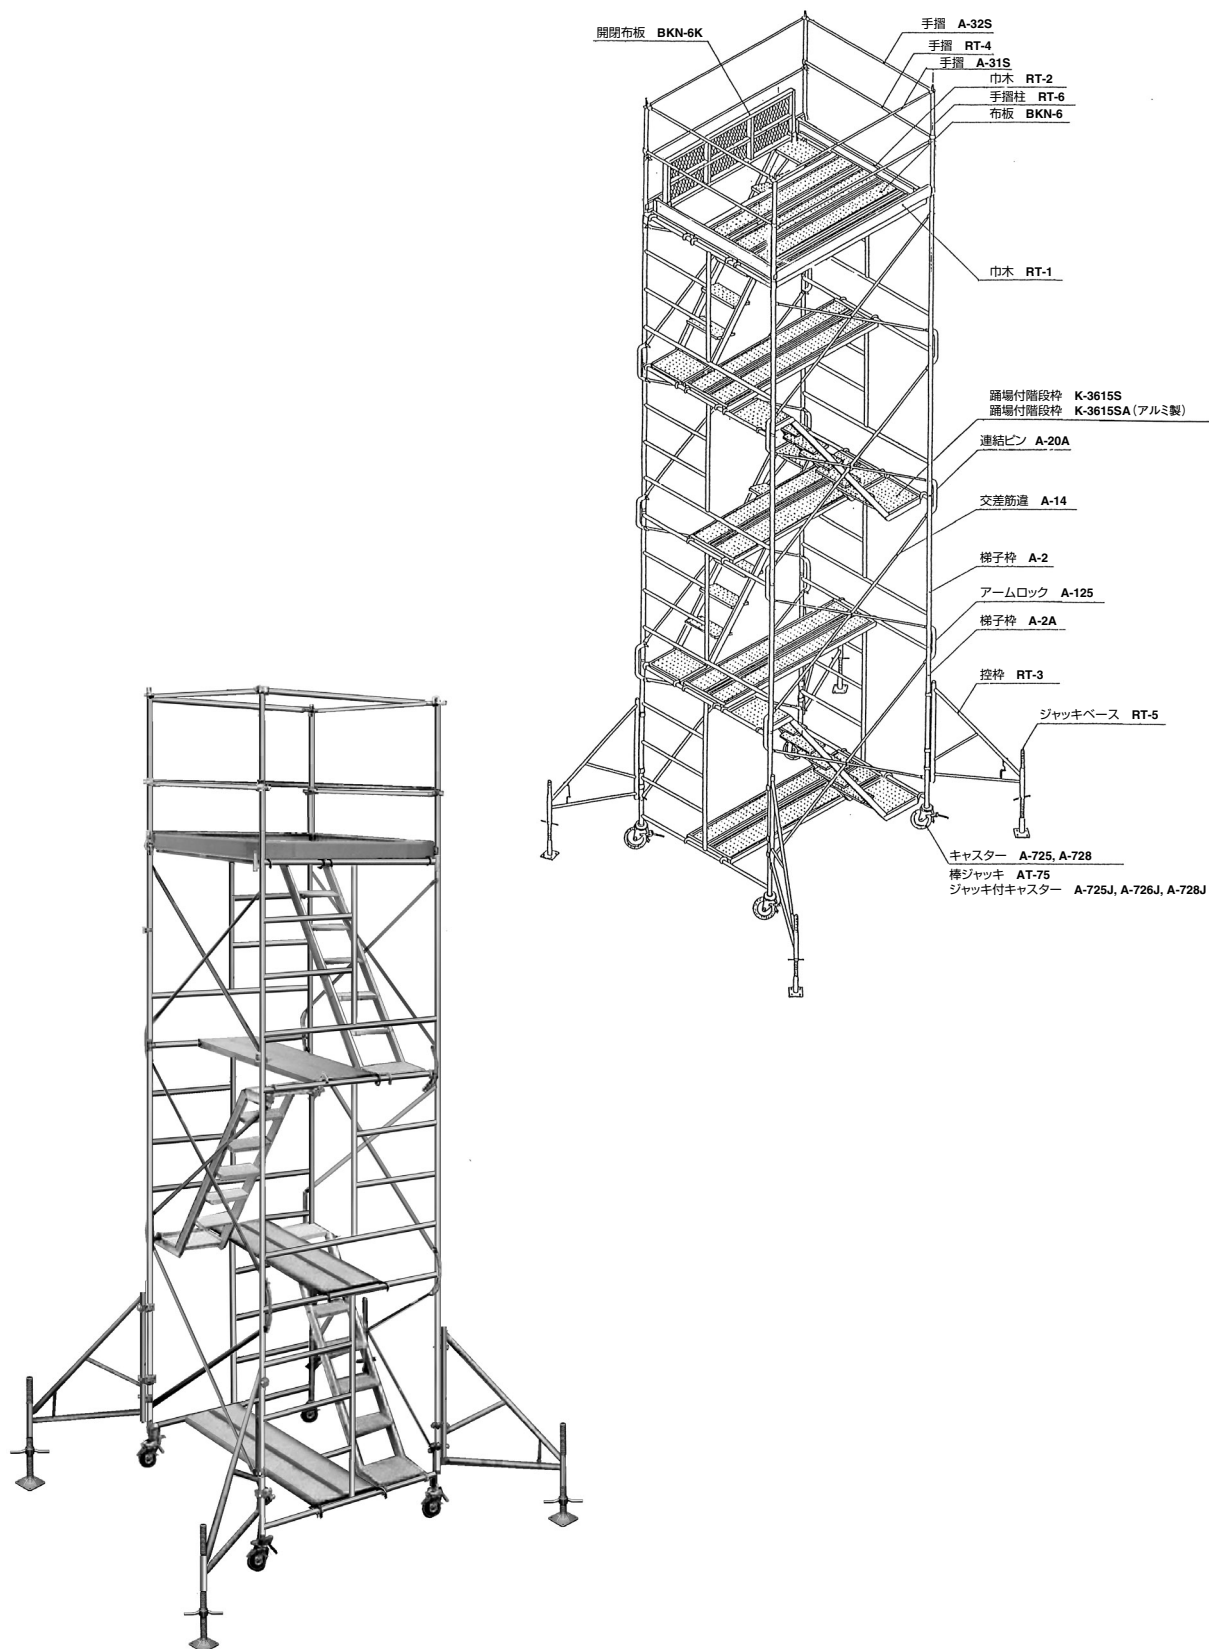 開閉布板 BKN-6K
手摺 A-32S
手摺 RT-4
手摺 A-31S
巾木 RT-2
手摺柱 RT-6
布板 BKN-6
巾木 RT-1
踊場付階段枠 K-3615S
踊場付階段枠 K-3615SA(アルミ製)
連結ピン A-20A
交差筋違 A-14
梯子枠 A-2
アームロック A-125
梯子枠 A-2A
控枠 RT-3
ジャッキベース RT-5
キャスター A-725, A-728
棒ジャッキ AT-75
ジャッキ付キャスター A-725J, A-726J, A-728J